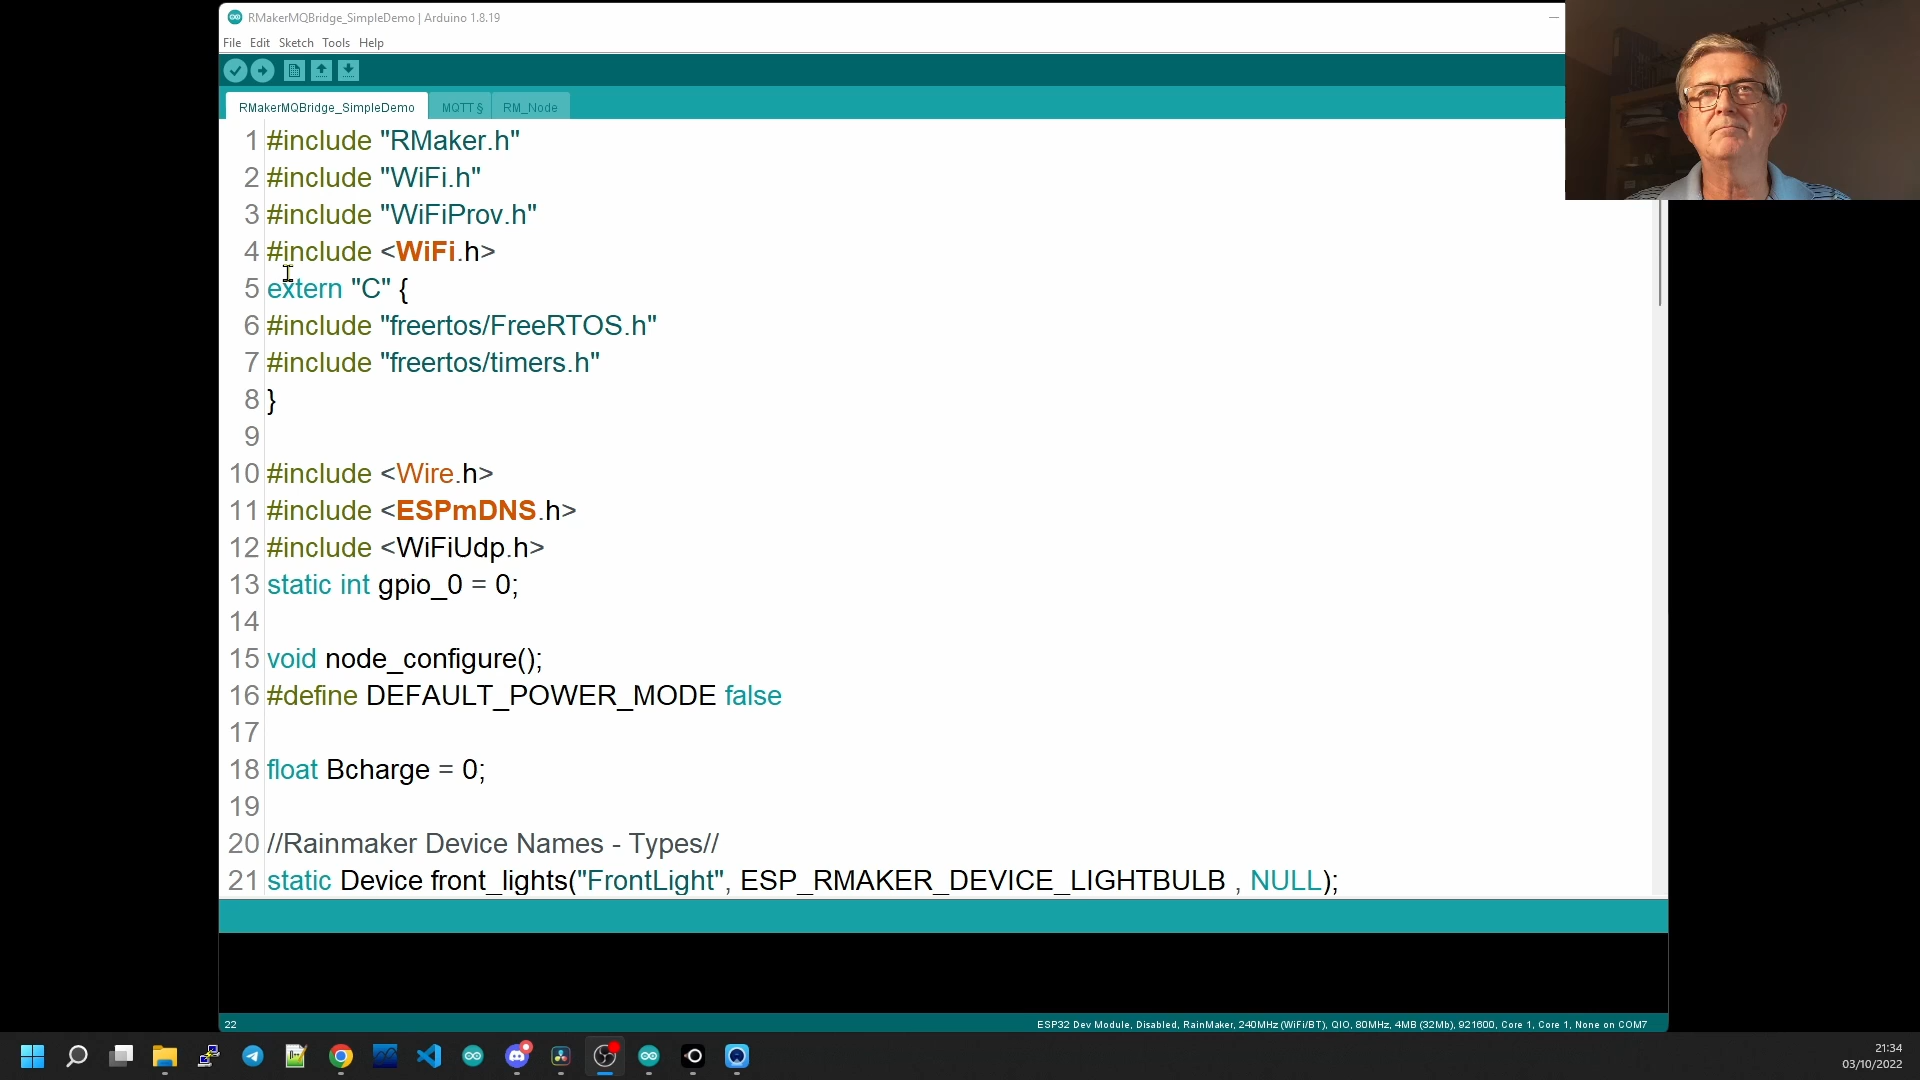 RMakerMQBridge_SimpleDemo | Arduino 1.8.19
File Edit Sketch Tools Help
RMakerMQBridge_SimpleDemo MQTT § RM_Node
1 #include "RMaker.h"
2 #include "WiFi.h"
3 #include "WiFiProv.h"
4 #include <WiFi.h>
5 extern "C" {
6 #include "freertos/FreeRTOS.h"
7 #include "freertos/timers.h"
8 }
9
10 #include <Wire.h>
11 #include <ESPmDNS.h>
12 #include <WiFiUdp.h>
13 static int gpio_0 = 0;
14
15 void node_configure();
16 #define DEFAULT_POWER_MODE false
17
18 float Bcharge = 0;
19
20 //Rainmaker Device Names - Types//
21 static Device front_lights("FrontLight", ESP_RMAKER_DEVICE_LIGHTBULB , NULL);
22 ESP32 Dev Module, Disabled, RainMaker, 240MHz (WiFi/BT), QIO, 80MHz, 4MB (32Mb), 921600, Core 1, Core 1, None on COM7
21:34
03/10/2022